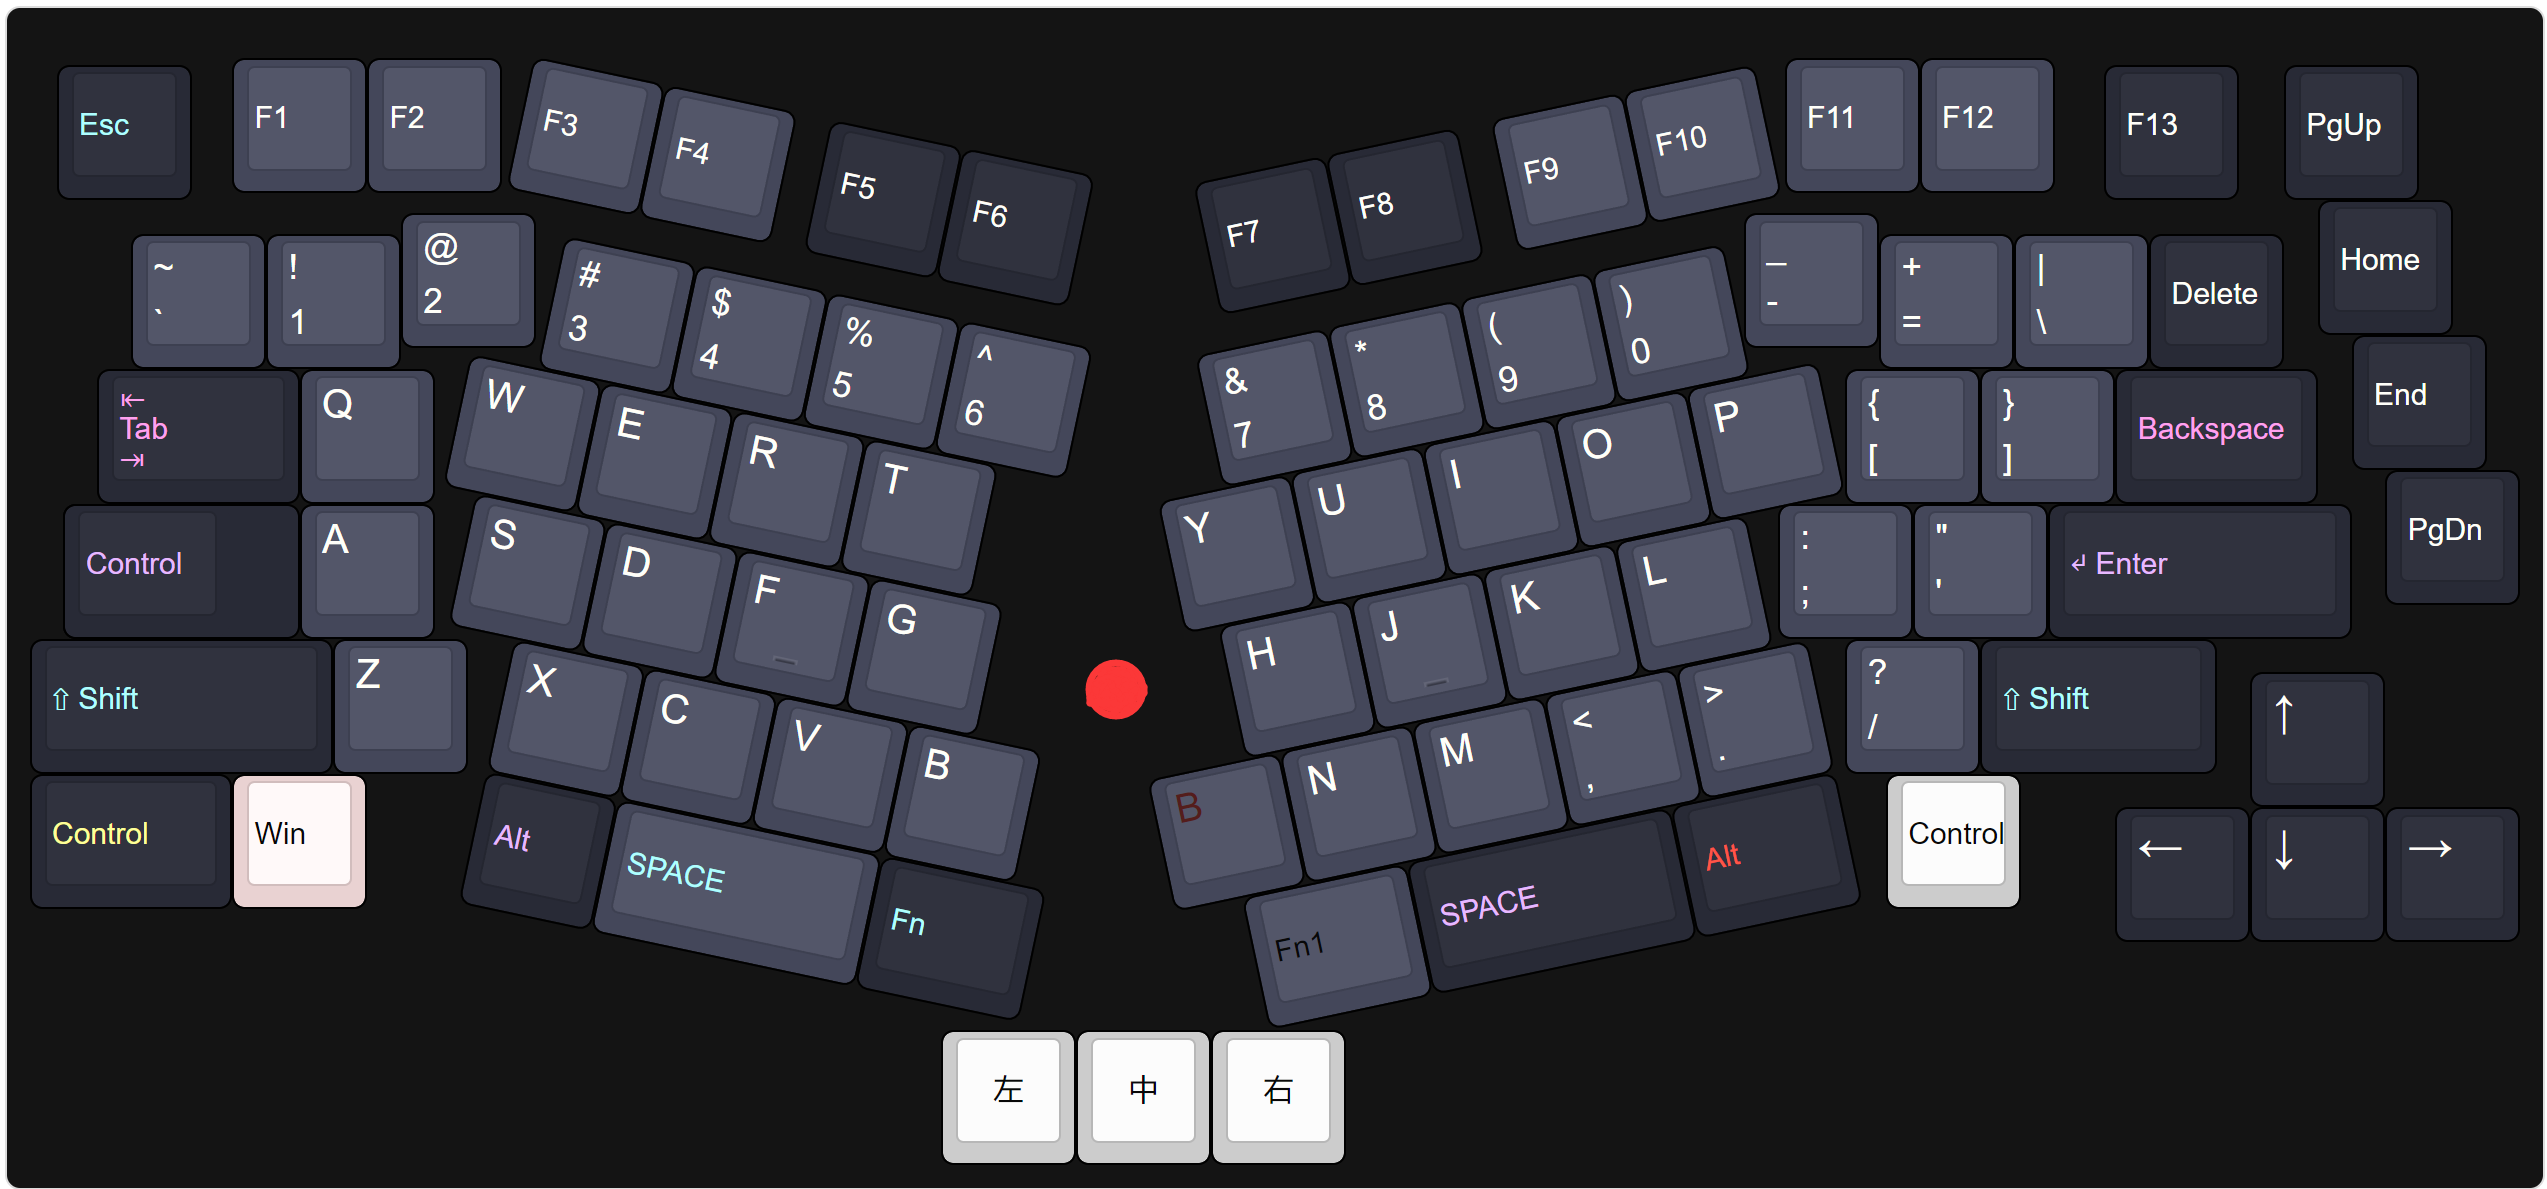 Esc F1 F2 F3 F4 F5 F6 F7 F8 F9 F10 F11 F12 F13 PgUp
~ ! @ # $ % ^ & * ( ) _ + |
` 1 2 3 4 5 6 7 8 9 0 - = \ Delete Home
⇤
Tab
⇥
Q W E R T Y U I O P
{ }
[ ]
Backspace End
Control A S D F G H J K L
: "
; '
↲ Enter PgDn
⇧ Shift Z X C V B B N M
< > ?
, . /
⇧ Shift ↑
Control Win Alt SPACE Fn Fn1 SPACE Alt Control ← ↓ →
左 中 右